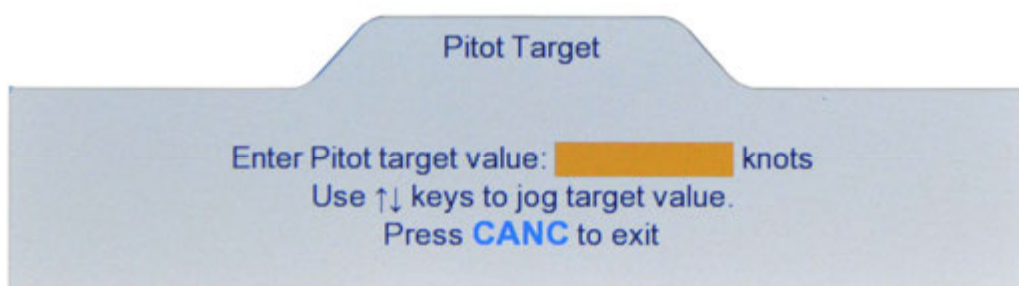 Pitot Target
Enter Pitot target value: knots
Use ↑↓ keys to jog target value.
Press CANC to exit